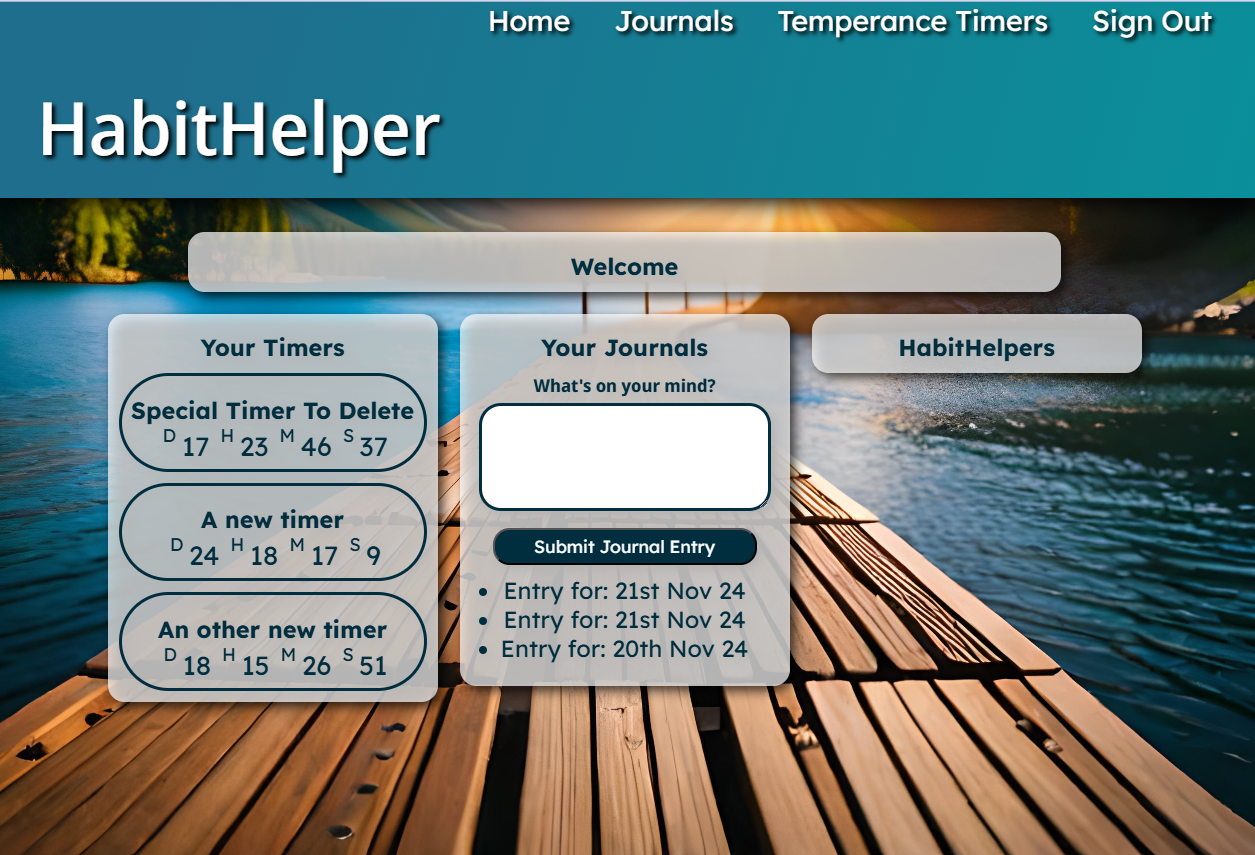 Home Journals Temperance Timers Sign Out
HabitHelper
Welcome
Your Timers
Special Timer To Delete
D 17 H 23 M 46 S 37
A new timer
D 24 H 18 M 17 S 9
An other new timer
D 18 H 15 M 26 S 51
Your Journals
What's on your mind?
Submit Journal Entry
Entry for: 21st Nov 24
Entry for: 21st Nov 24
Entry for: 20th Nov 24
HabitHelpers